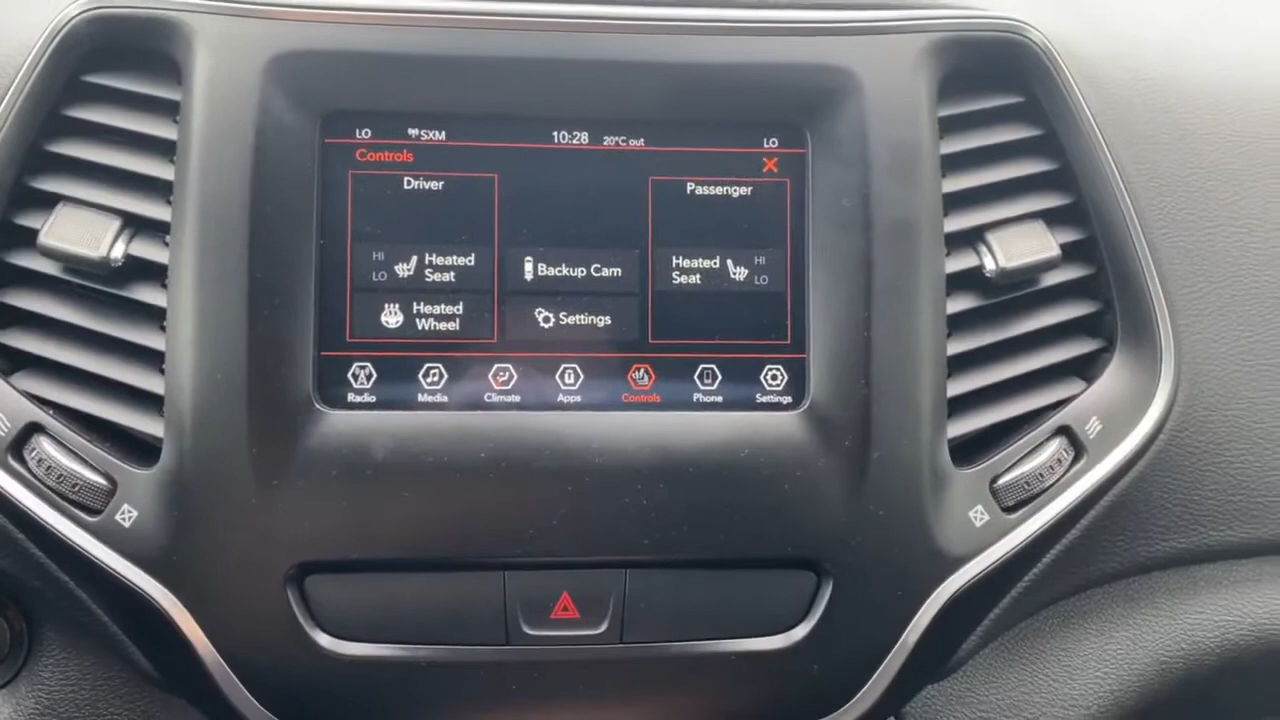 LO SXM 10:28 20°C out LO
Controls
Driver
Passenger
HI
LO
Heated
Seat
Heated
Wheel
Backup Cam
Settings
Heated
Seat
HI
LO
Radio Media Climate Apps Controls Phone Settings